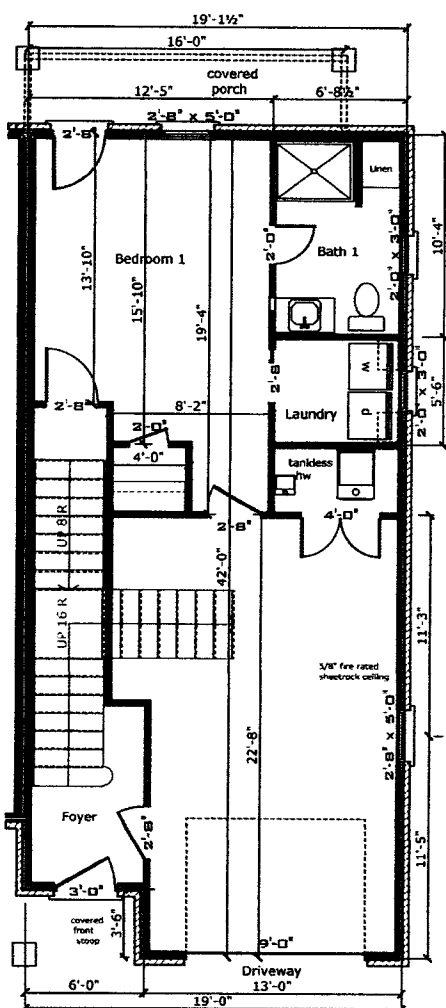 19'-1½"
16'-0"
covered
porch
12'-5"
6'-8½"
2'-8" x 5'-0"
2'-8"
Linen
Bedroom 1
2'-0"
Bath 1
2'-0" x 3'-0"
10'-4"
13'-10"
15'-10"
19'-4"
2'-8"
8'-2"
2'-8"
Laundry
w
d
2'-0" x 3'-0"
5'-6"
2'-0"
4'-0"
tankless
hw
2'-8"
4'-0"
UP 8 R
42'-0"
UP 16 R
11'-3"
5/8" fire rated
sheetrock ceiling
22'-8"
2'-8" x 5'-0"
Foyer
2'-8"
11'-5"
3'-0"
covered
front
stoop
3'-6"
9'-0"
Driveway
6'-0"
13'-0"
19'-0"